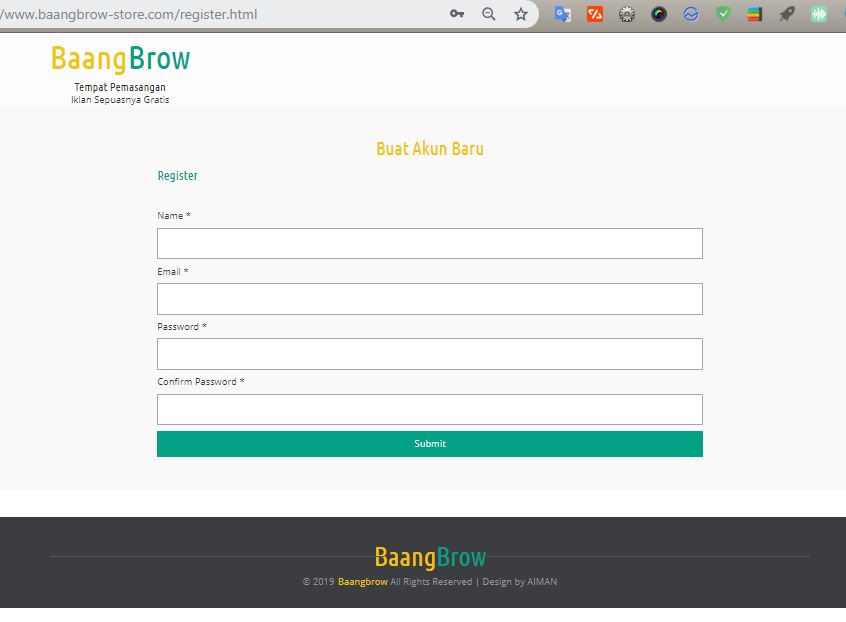 /www.baangbrow-store.com/register.html
BaangBrow
Tempat Pemasangan
Iklan Sepuasnya Gratis
Buat Akun Baru
Register
Name *
Email *
Password *
Confirm Password *
Submit
BaangBrow
© 2019 Baangbrow All Rights Reserved | Design by AIMAN